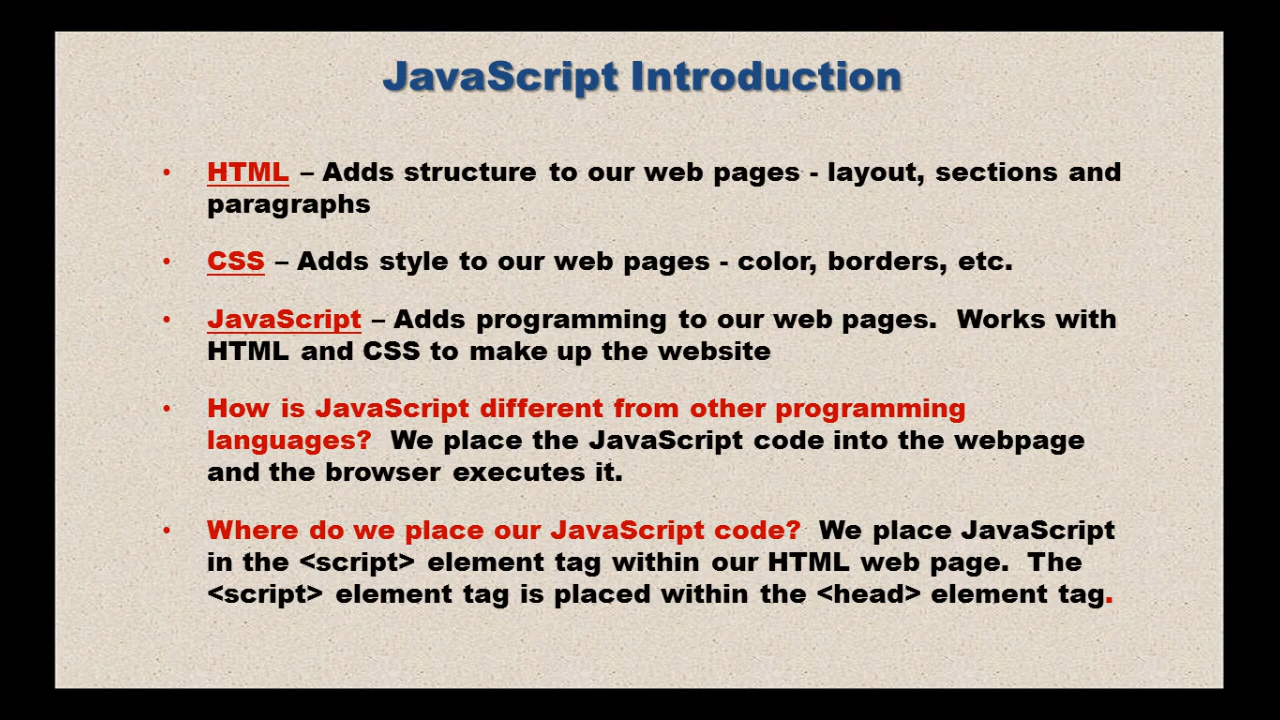 JavaScript Introduction
• HTML – Adds structure to our web pages - layout, sections and
paragraphs
• CSS – Adds style to our web pages - color, borders, etc.
• JavaScript – Adds programming to our web pages.  Works with
HTML and CSS to make up the website
• How is JavaScript different from other programming
languages?  We place the JavaScript code into the webpage
and the browser executes it.
• Where do we place our JavaScript code?  We place JavaScript
in the <script> element tag within our HTML web page.  The
<script> element tag is placed within the <head> element tag.